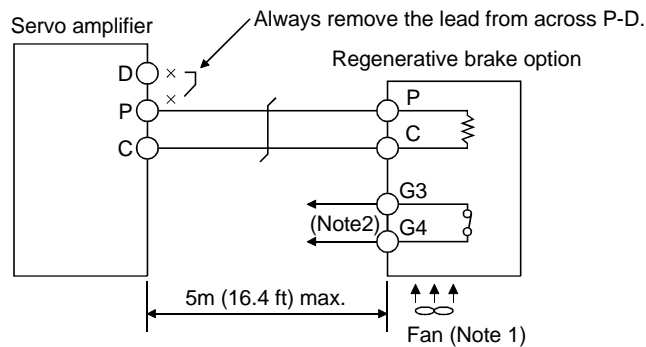 Always remove the lead from across P-D.
Servo amplifier
Regenerative brake option
D
P
P
C
C
G3
(Note2)
G4
5m (16.4 ft) max.
Fan (Note 1)